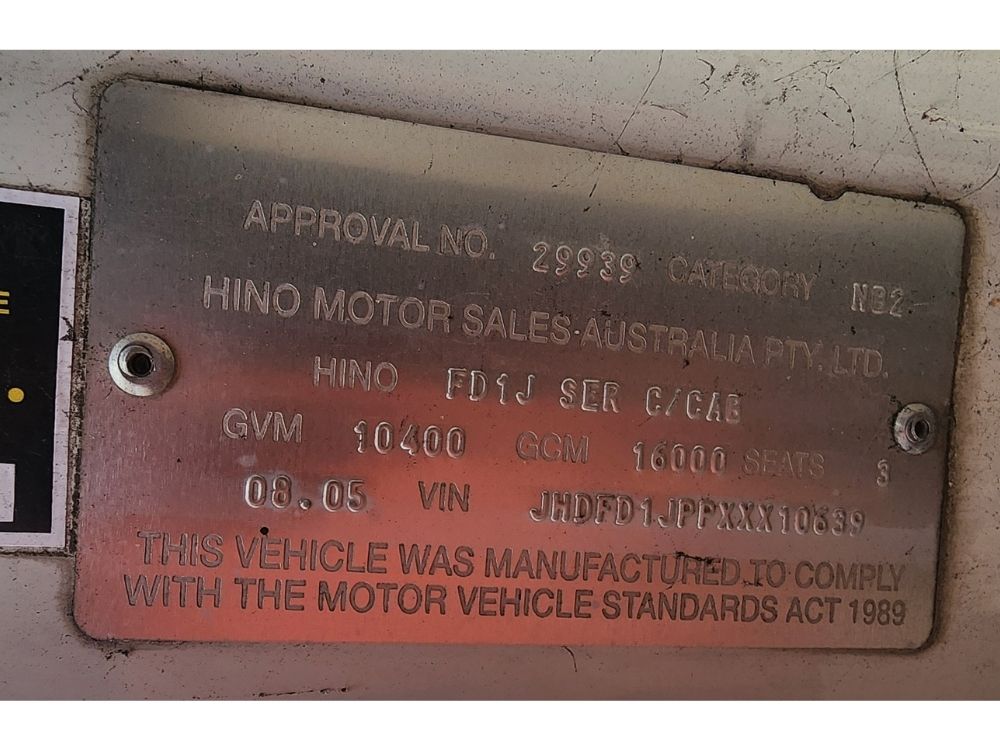 APPROVAL NO. 29939 CATEGORY NB2
HINO MOTOR SALES AUSTRALIA PTY. LTD.
HINO FD1J SER C/CAB
GVM 10400 GCM 16000 SEATS 3
08.05 VIN JHDFD1JPPXXX10639
THIS VEHICLE WAS MANUFACTURED TO COMPLY
WITH THE MOTOR VEHICLE STANDARDS ACT 1989
E